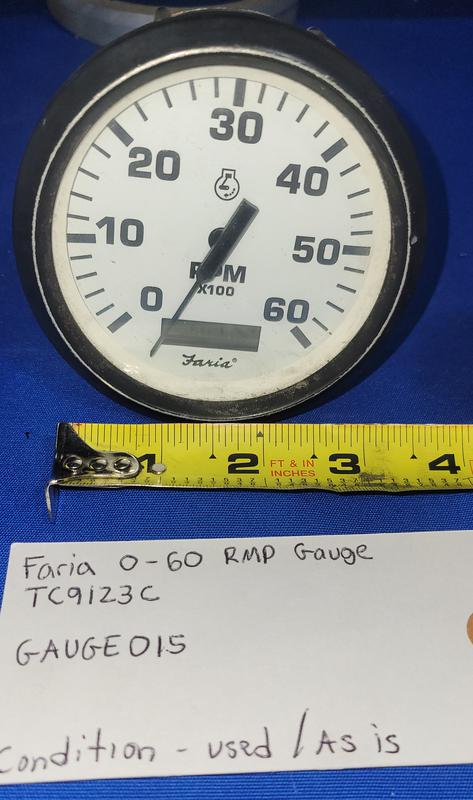 30
20 40
10 50
RPM
X100
0 60
Faria®
1 2 FT & IN 3 4
INCHES
Faria 0-60 RMP Gauge
TC9123C
GAUGE015
Condition - used / As is